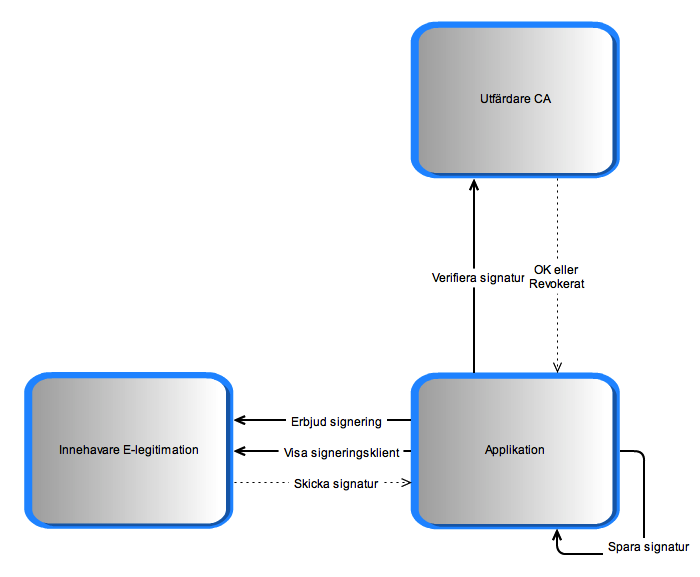 Utfärdare CA
Verifiera signatur
OK eller
Revokerat
Innehavare E-legitimation
Erbjud signering
Visa signeringsklient
Skicka signatur
Applikation
Spara signatur